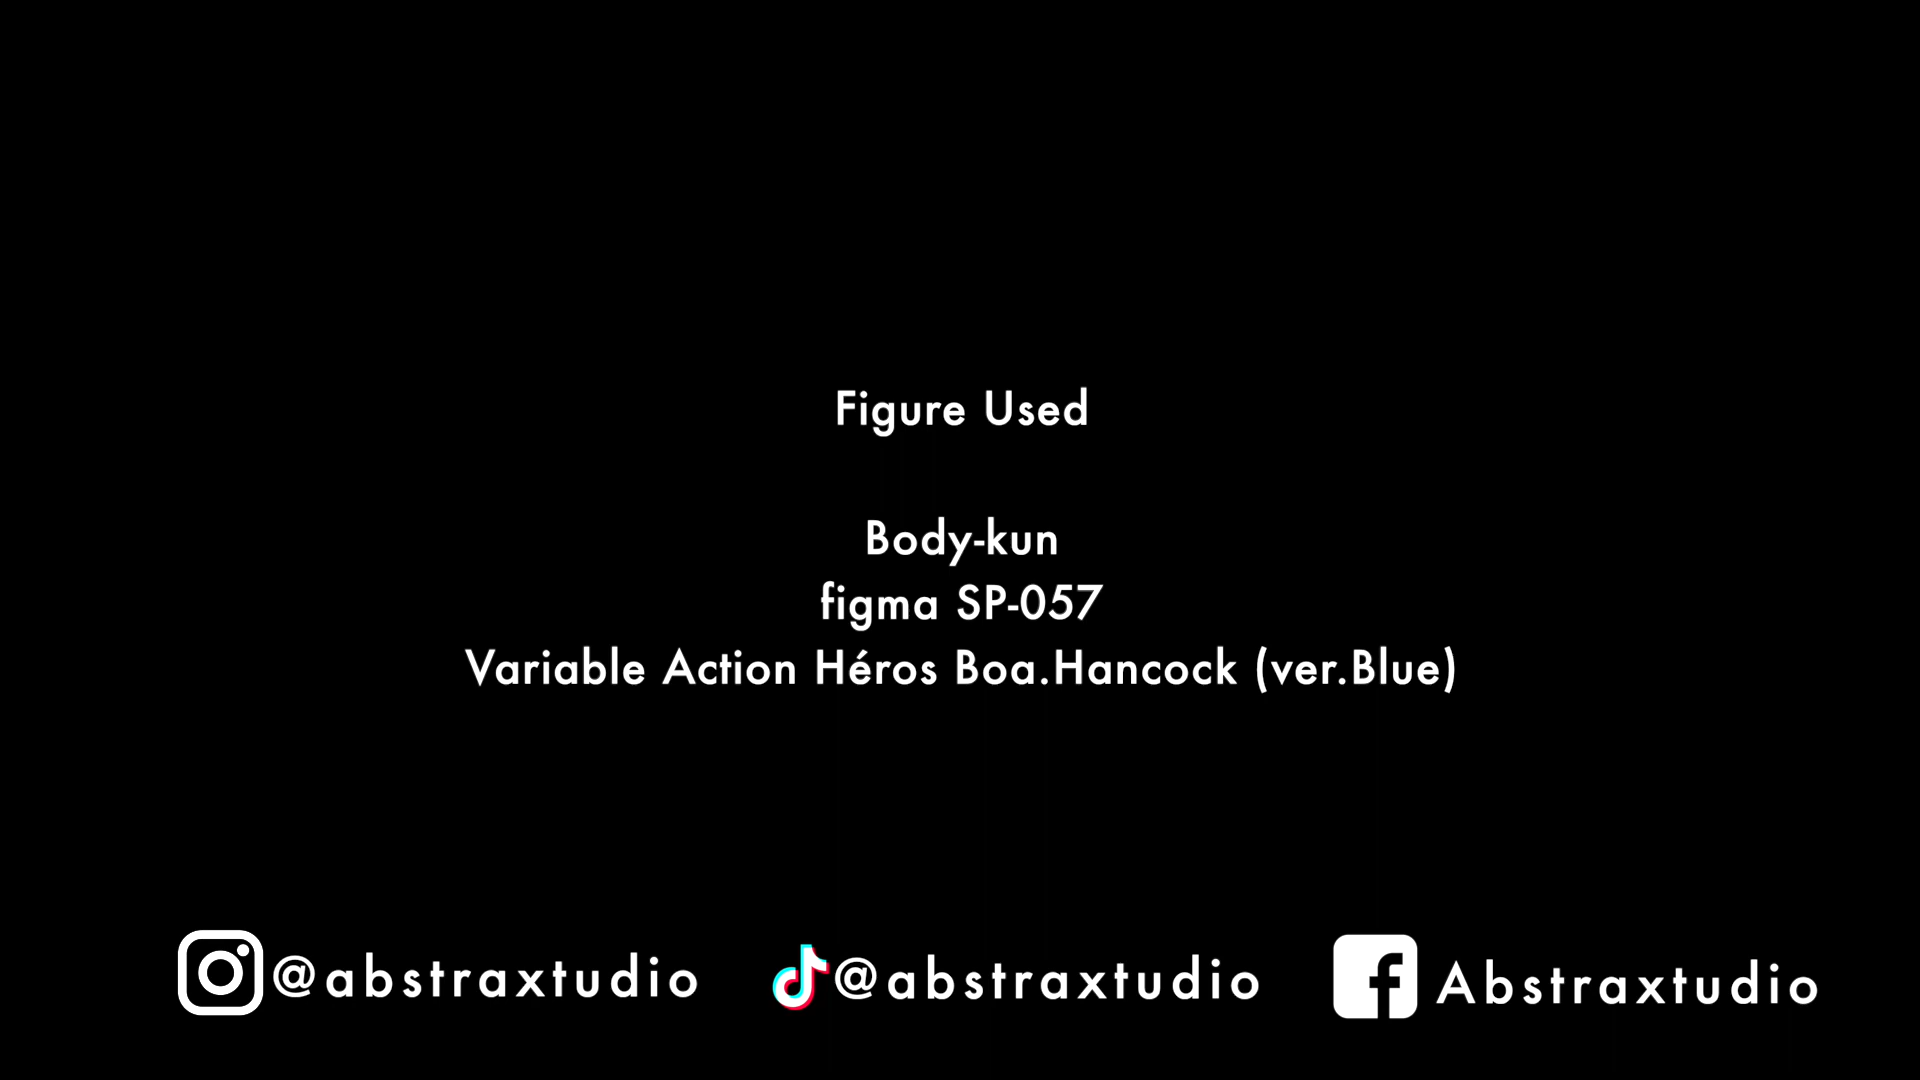 Figure Used
Body-kun
figma SP-057
Variable Action Héros Boa.Hancock (ver.Blue)
@abstraxtudio
@abstraxtudio
Abstraxtudio